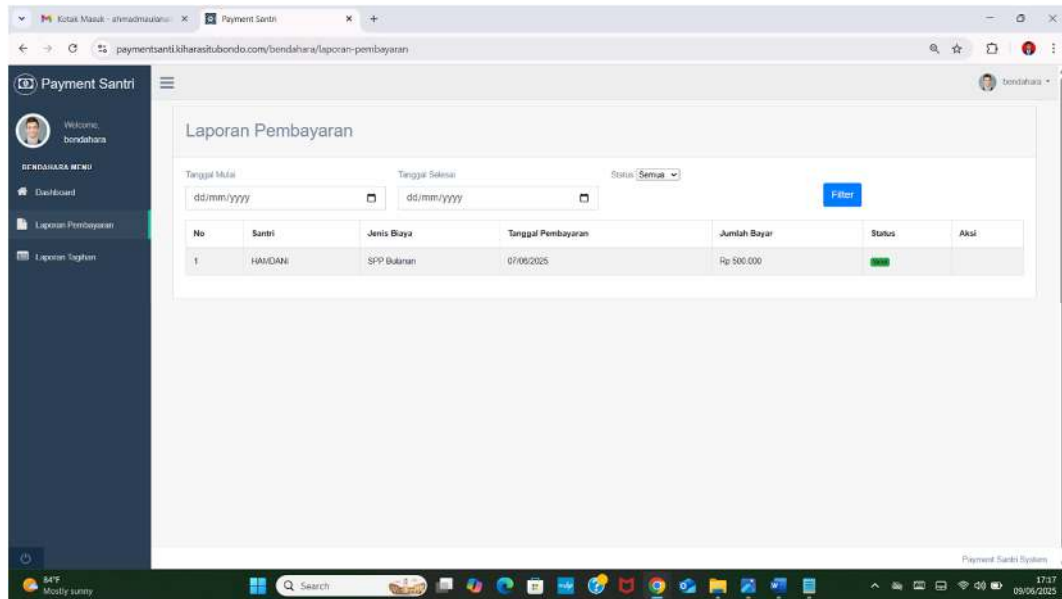 Kotak Masuk - ahmadmaulana
Payment Santri
paymentsanti.kiharasitubondo.com/bendahara/laporan-pembayaran
Payment Santri
bendahara
Welcome,
bendahara
BENDAHARA MENU
Dashboard
Laporan Pembayaran
Laporan Tagihan
Laporan Pembayaran
Tanggal Mulai Tanggal Selesai Status Semua
dd/mm/yyyy dd/mm/yyyy Filter
No Santri Jenis Biaya Tanggal Pembayaran Jumlah Bayar Status Aksi
1 HAMDANI SPP Bulanan 07/06/2025 Rp 500.000
Payment Santri System
84°F
Mostly sunny
Search
17:17
09/06/2025